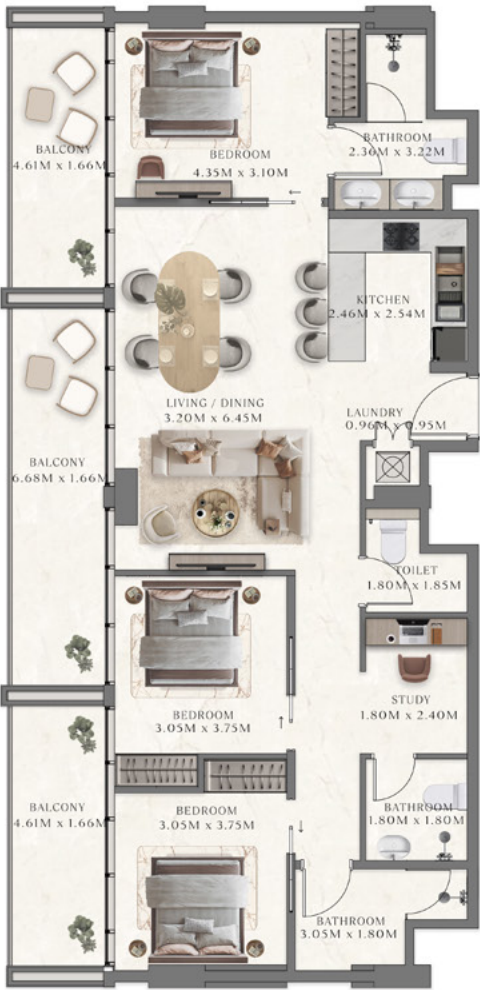 BATHROOM
2.36M x 3.22M
BALCONY
4.61M x 1.66M
BEDROOM
4.35M x 3.10M
KITCHEN
2.46M x 2.54M
LIVING / DINING
3.20M x 6.45M
LAUNDRY
0.96M x 0.95M
BALCONY
6.68M x 1.66M
TOILET
1.80M x 1.85M
STUDY
1.80M x 2.40M
BEDROOM
3.05M x 3.75M
BALCONY
4.61M x 1.66M
BEDROOM
3.05M x 3.75M
BATHROOM
1.80M x 1.80M
BATHROOM
3.05M x 1.80M